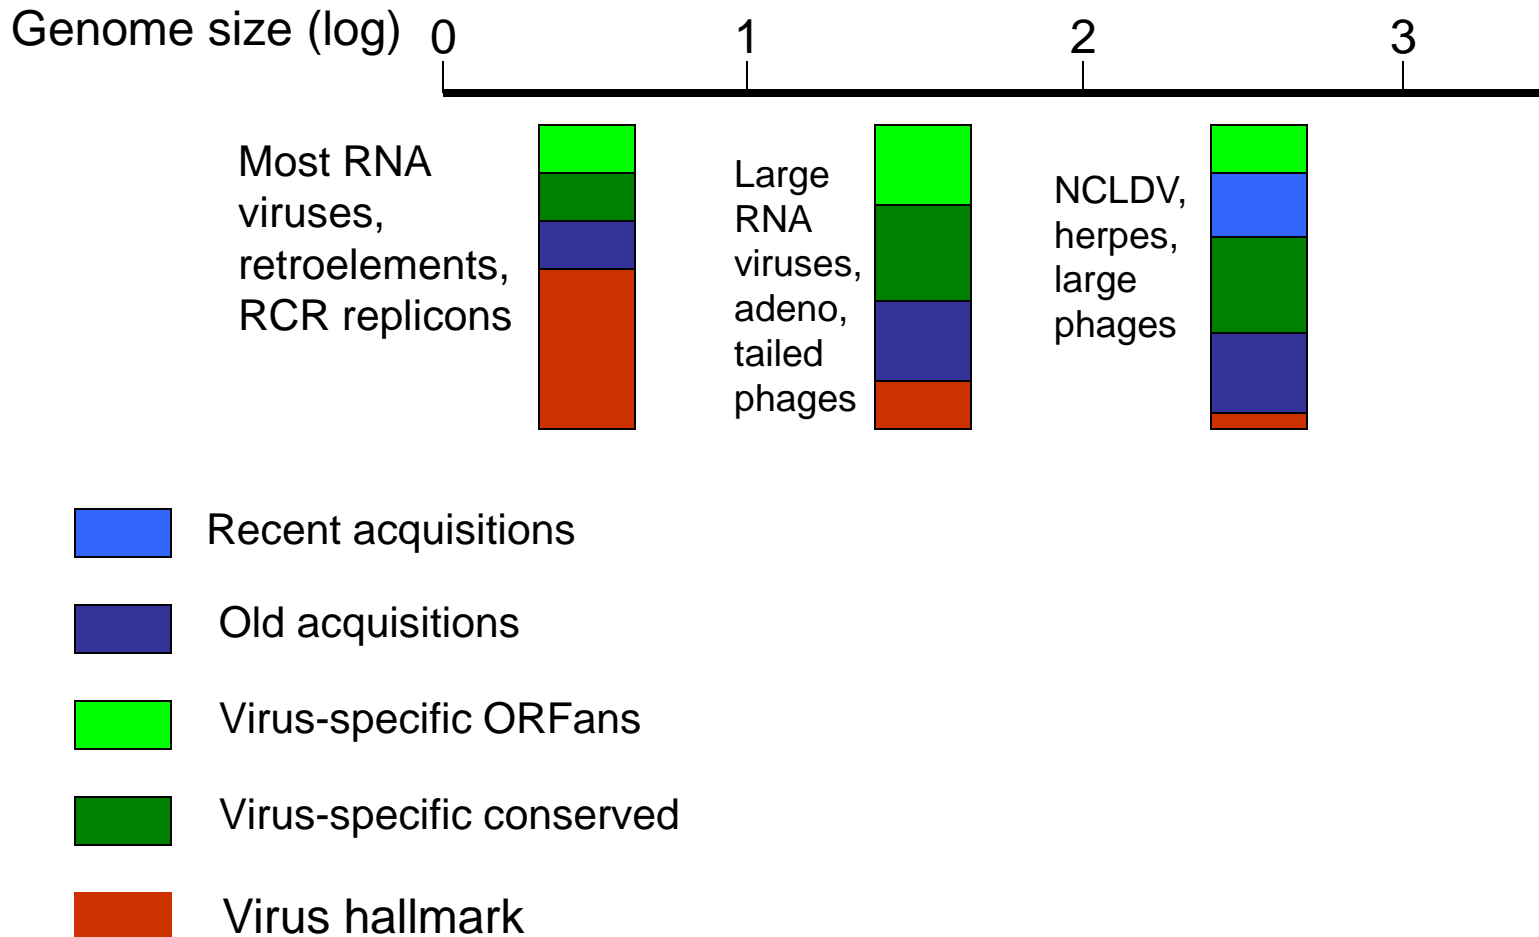 Genome size (log) 0 1 2 3
Most RNA
viruses,
retroelements,
RCR replicons
Large
RNA
viruses,
adeno,
tailed
phages
NCLDV,
herpes,
large
phages
Recent acquisitions
Old acquisitions
Virus-specific ORFans
Virus-specific conserved
Virus hallmark